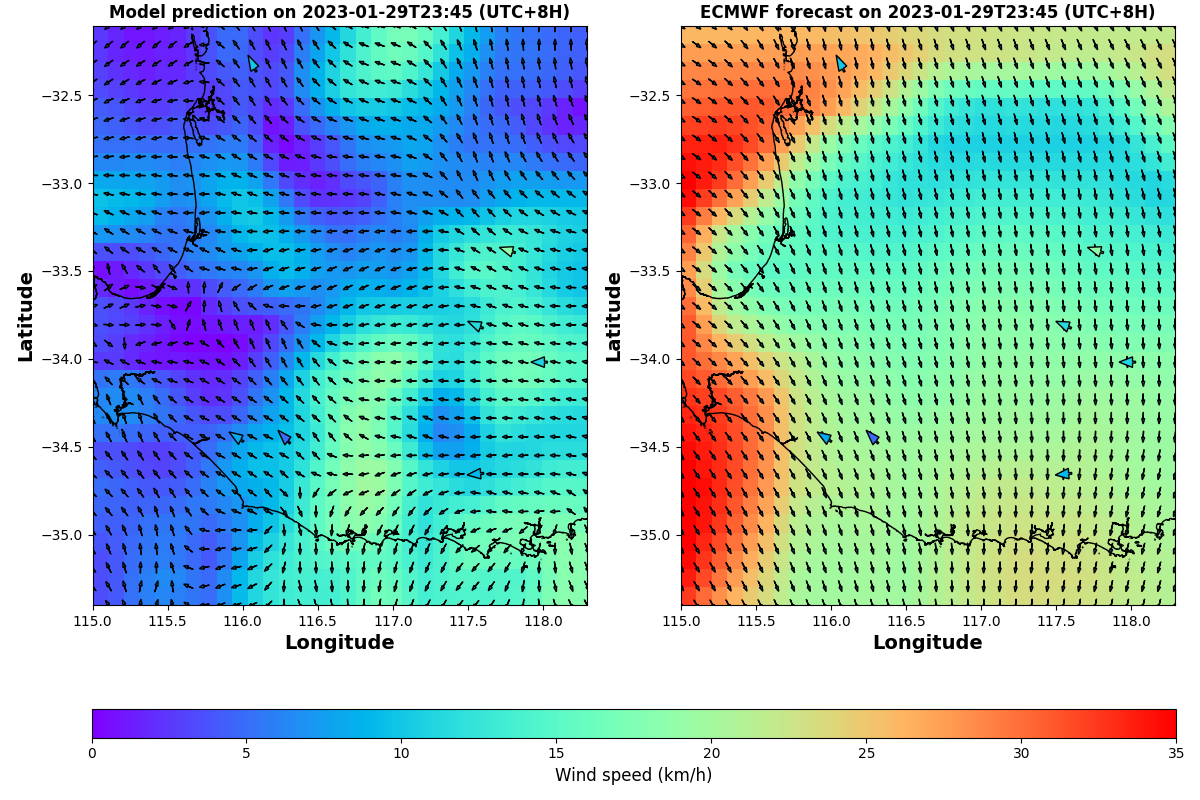 Model prediction on 2023-01-29T23:45 (UTC+8H)
ECMWF forecast on 2023-01-29T23:45 (UTC+8H)
Latitude
−32.5
−33.0
−33.5
−34.0
−34.5
−35.0
115.0 115.5 116.0 116.5 117.0 117.5 118.0
Longitude
Latitude
−32.5
−33.0
−33.5
−34.0
−34.5
−35.0
115.0 115.5 116.0 116.5 117.0 117.5 118.0
Longitude
0 5 10 15 20 25 30 35
Wind speed (km/h)